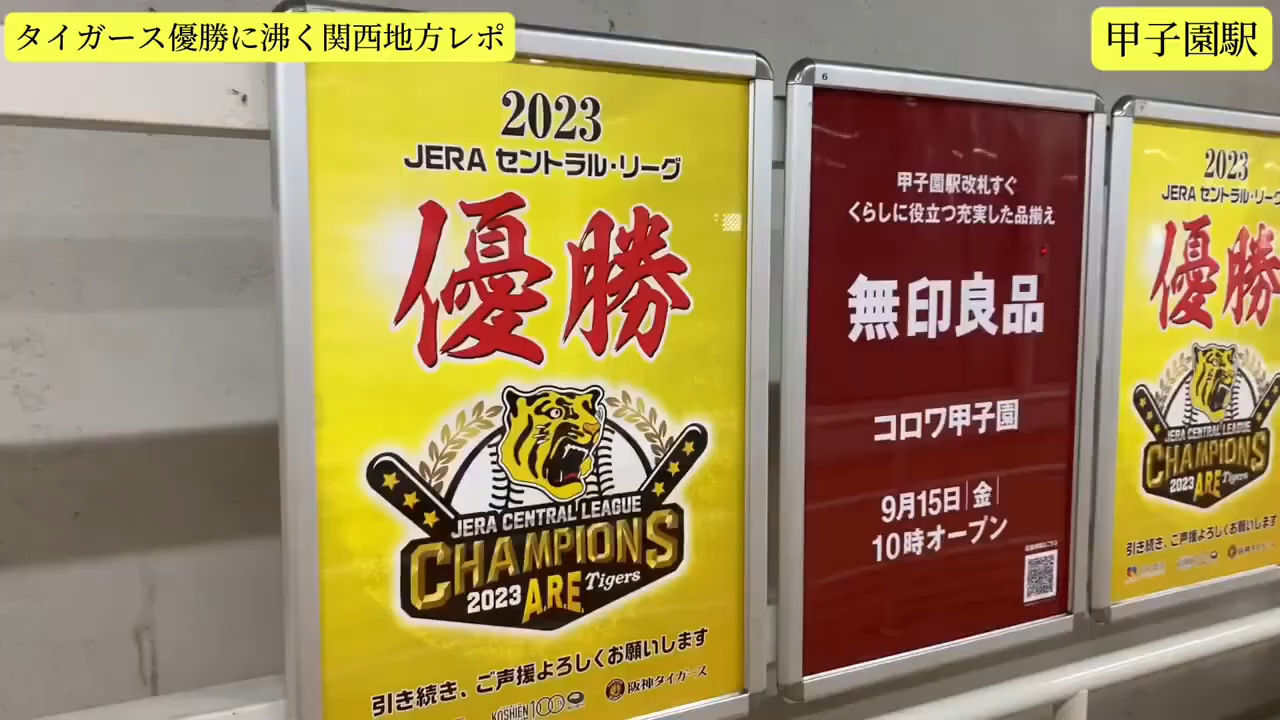 タイガース優勝に沸く関西地方レポ
甲子園駅
2023
JERA セントラル・リーグ
優勝
JERA CENTRAL LEAGUE
CHAMPIONS
2023 A.R.E. Tigers
引き続き、ご声援よろしくお願いします
KOSHIEN 100
阪神タイガース
6
甲子園駅改札すぐ
くらしに役立つ充実した品揃え
無印良品
コロワ甲子園
9月15日 金
10時オープン
2023
JERA セントラル・リーグ
優勝
JERA CENTRAL LEAGUE
CHAMPIONS
2023 A.R.E. Tigers
引き続き、ご声援よろしくお願いします